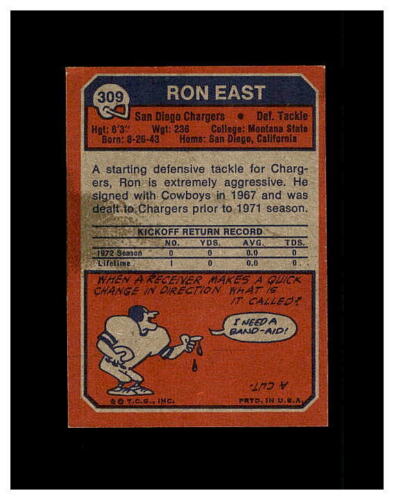 309
RON EAST
San Diego Chargers • Def. Tackle
Hgt: 6'3" Wgt: 236 College: Montana State
Born: 8-26-43 Home: San Diego, California
A starting defensive tackle for Charg-
ers, Ron is extremely aggressive. He
signed with Cowboys in 1967 and was
dealt to Chargers prior to 1971 season.
KICKOFF RETURN RECORD
NO. YDS. AVG. TDS.
1972 Season 0 0 0.0 0
Lifetime 1 0 0.0 0
WHEN A RECEIVER MAKES A QUICK
CHANGE IN DIRECTION WHAT IS
IT CALLED?
I NEED A
BAND-AID!
A CUT.
© T.C.G., INC. PRTD. IN U.S.A.